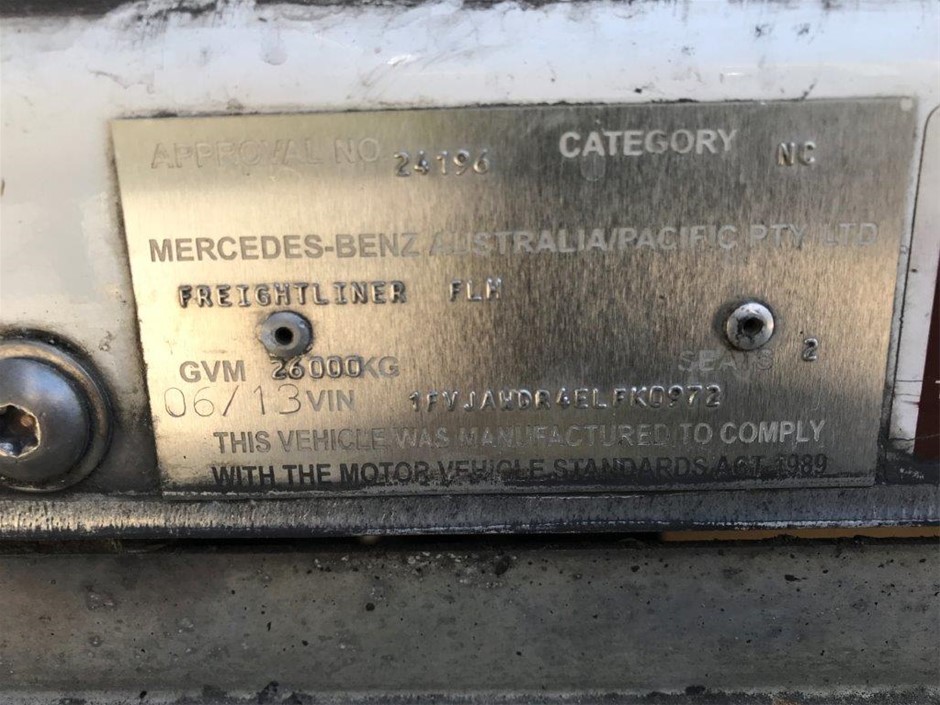 APPROVAL NO 24196 CATEGORY NC
MERCEDES-BENZ AUSTRALIA/PACIFIC PTY LTD
FREIGHTLINER FLM
GVM 26000KG SEATS 2
06/13 VIN 1FVJAWDR4ELFK0972
THIS VEHICLE WAS MANUFACTURED TO COMPLY
WITH THE MOTOR VEHICLE STANDARDS ACT 1989